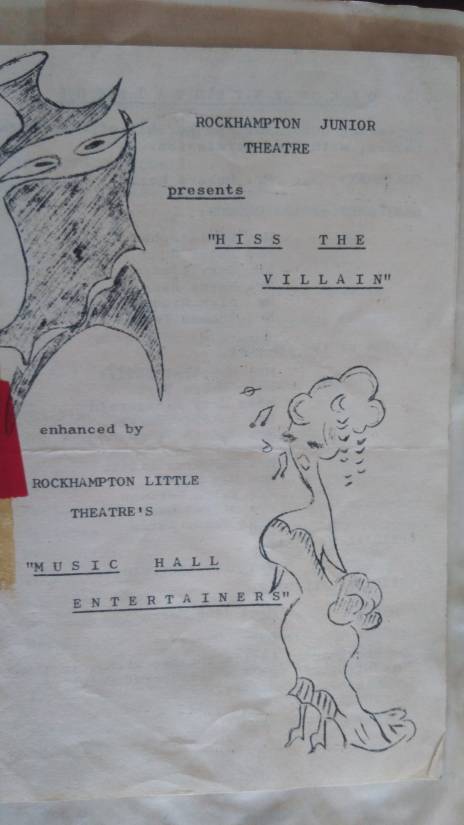 ROCKHAMPTON JUNIOR
THEATRE
presents
"H I S S T H E
V I L L A I N"
enhanced by
ROCKHAMPTON LITTLE
THEATRE'S
"M U S I C H A L L
E N T E R T A I N E R S"